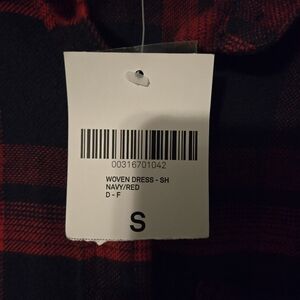 00316701042
WOVEN DRESS - SH
NAVY/RED
D - F
S